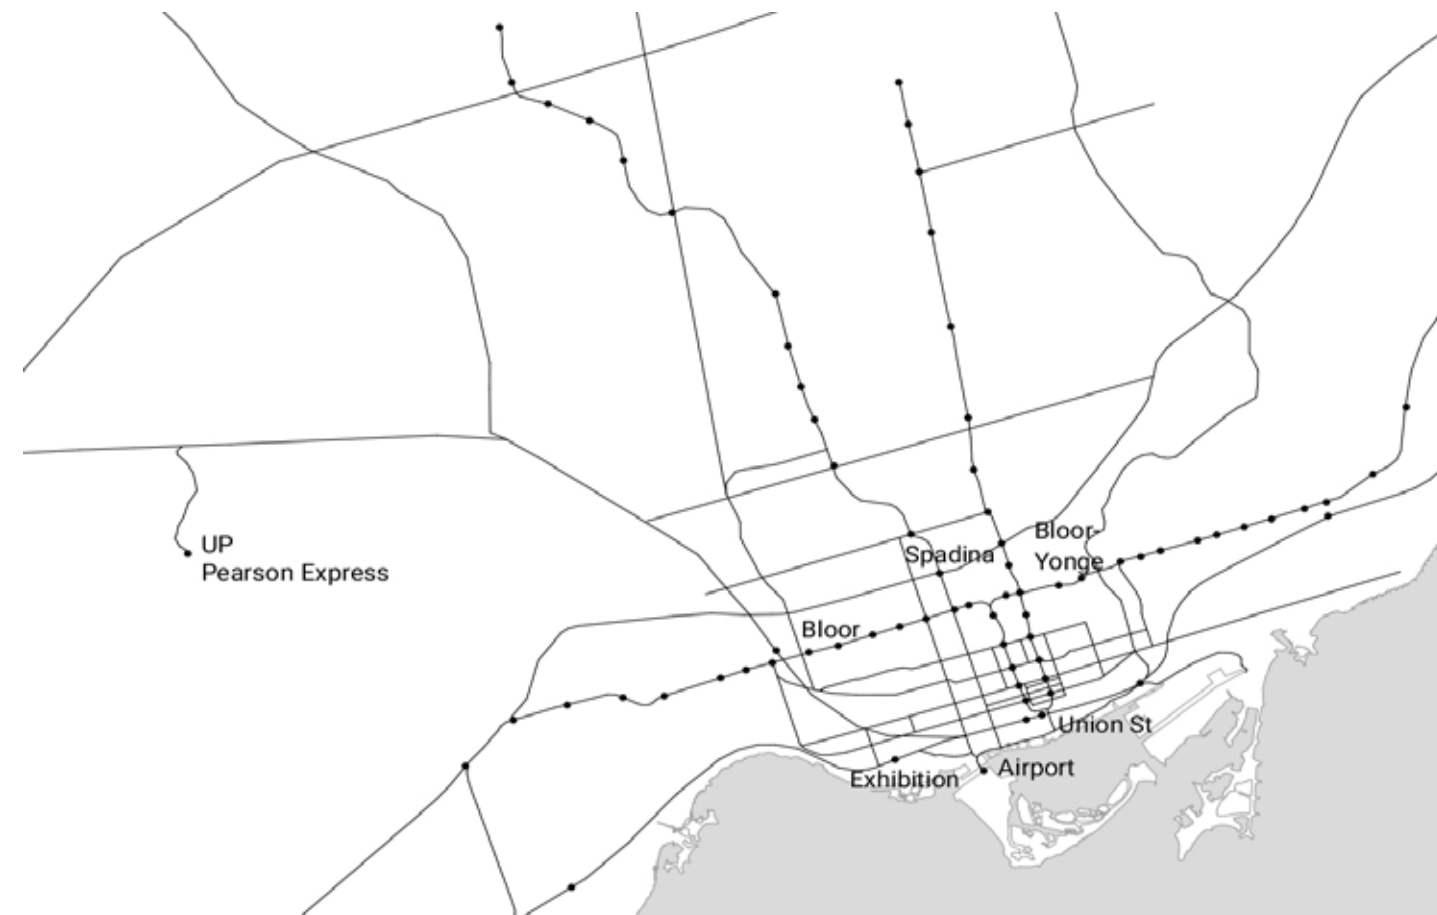 UP
Pearson Express
Spadina
Bloor-
Yonge
Bloor
Union St
Exhibition
Airport